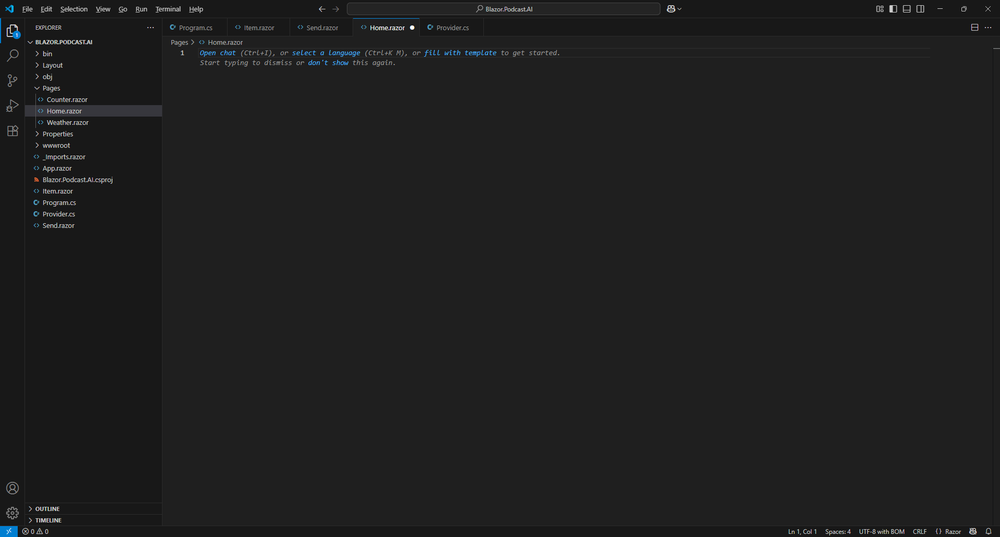 File Edit Selection View Go Run Terminal Help
Blazor.Podcast.AI
EXPLORER
Program.cs
Item.razor
Send.razor
Home.razor
Provider.cs
BLAZOR.PODCAST.AI
bin
Layout
obj
Pages
Counter.razor
Home.razor
Weather.razor
Properties
wwwroot
_Imports.razor
App.razor
Blazor.Podcast.AI.csproj
Item.razor
C# Program.cs
C# Provider.cs
Send.razor
OUTLINE
TIMELINE
Pages > Home.razor
1 Open chat (Ctrl+I), or select a language (Ctrl+K M), or fill with template to get started.
Start typing to dismiss or don't show this again.
1
0 0
Ln 1, Col 1 Spaces: 4 UTF-8 with BOM CRLF {} Razor